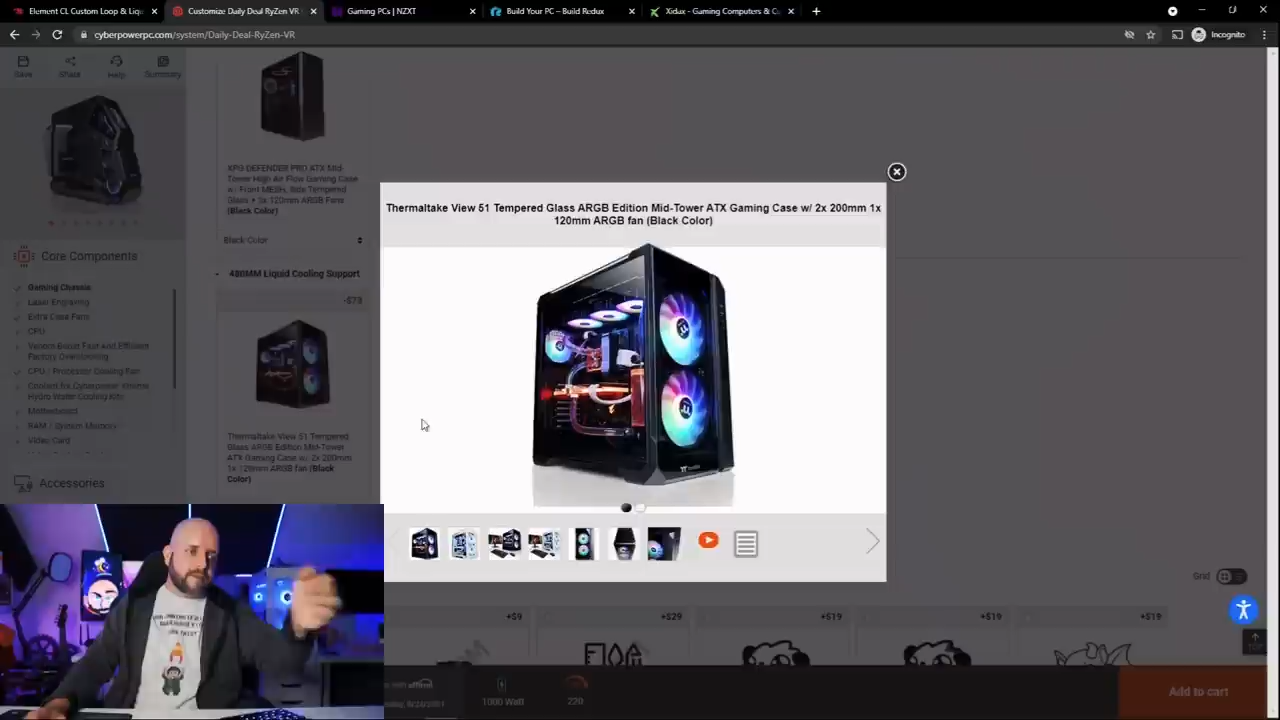 Element CL Custom Loop & Liqui
Customize Daily Deal RyZen VR
Gaming PCs | NZXT
Build Your PC – Build Redux
Xidax - Gaming Computers & Cu
cyberpowerpc.com/system/Daily-Deal-RyZen-VR
Incognito
Save
Share
Help
Summary
XPG DEFENDER PRO ATX Mid-
Tower High Air Flow Gaming Case
w/ Front MESH, Side Tempered
Glass + 3x 120mm ARGB Fans
(Black Color)
Black Color
480MM Liquid Cooling Support
-$73
Thermaltake View 51 Tempered
Glass ARGB Edition Mid-Tower
ATX Gaming Case w/ 2x 200mm
1x 120mm ARGB fan (Black
Color)
Core Components
Gaming Chassis
Laser Engraving
Extra Case Fans
CPU
Venom Boost Fast And Efficient
Factory Overclocking
CPU / Processor Cooling Fan
Coolant for Cyberpower Xtreme
Hydro Water Cooling Kits
Motherboard
RAM / System Memory
Video Card
Accessories
Thermaltake View 51 Tempered Glass ARGB Edition Mid-Tower ATX Gaming Case w/ 2x 200mm 1x
120mm ARGB fan (Black Color)
Grid
+$9
+$29
+$19
+$19
+$19
with affirm
1000 Watt
220
Add to cart